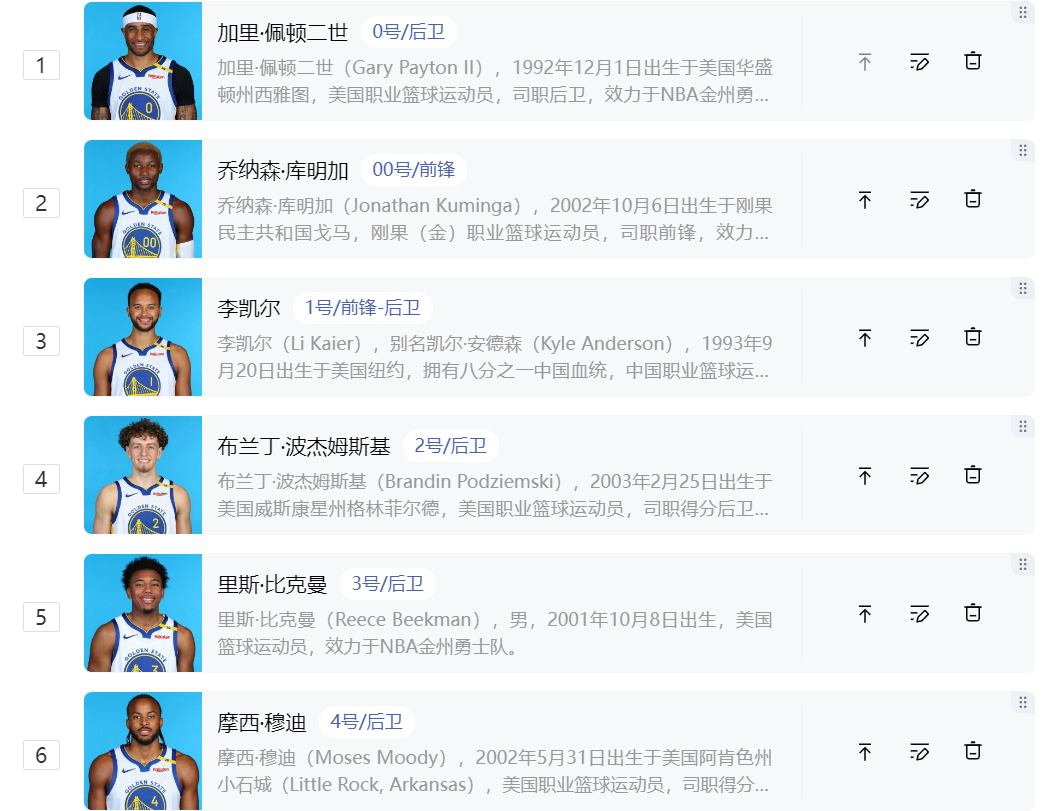 1
加里·佩顿二世 0号/后卫
加里·佩顿二世（Gary Payton II），1992年12月1日出生于美国华盛
顿州西雅图，美国职业篮球运动员，司职后卫，效力于NBA金州勇...
GOLDEN STATE
0
2
乔纳森·库明加 00号/前锋
乔纳森·库明加（Jonathan Kuminga），2002年10月6日出生于刚果
民主共和国戈马，刚果（金）职业篮球运动员，司职前锋，效力...
GOLDEN STATE
00
3
李凯尔 1号/前锋-后卫
李凯尔（Li Kaier），别名凯尔·安德森（Kyle Anderson），1993年9
月20日出生于美国纽约，拥有八分之一中国血统，中国职业篮球运...
GOLDEN STATE
1
4
布兰丁·波杰姆斯基 2号/后卫
布兰丁·波杰姆斯基（Brandin Podziemski），2003年2月25日出生于
美国威斯康星州格林菲尔德，美国职业篮球运动员，司职得分后卫...
GOLDEN STATE
2
5
里斯·比克曼 3号/后卫
里斯·比克曼（Reece Beekman），男，2001年10月8日出生，美国
篮球运动员，效力于NBA金州勇士队。
GOLDEN STATE
3
6
摩西·穆迪 4号/后卫
摩西·穆迪（Moses Moody），2002年5月31日出生于美国阿肯色州
小石城（Little Rock, Arkansas），美国职业篮球运动员，司职得分...
GOLDEN STATE
4